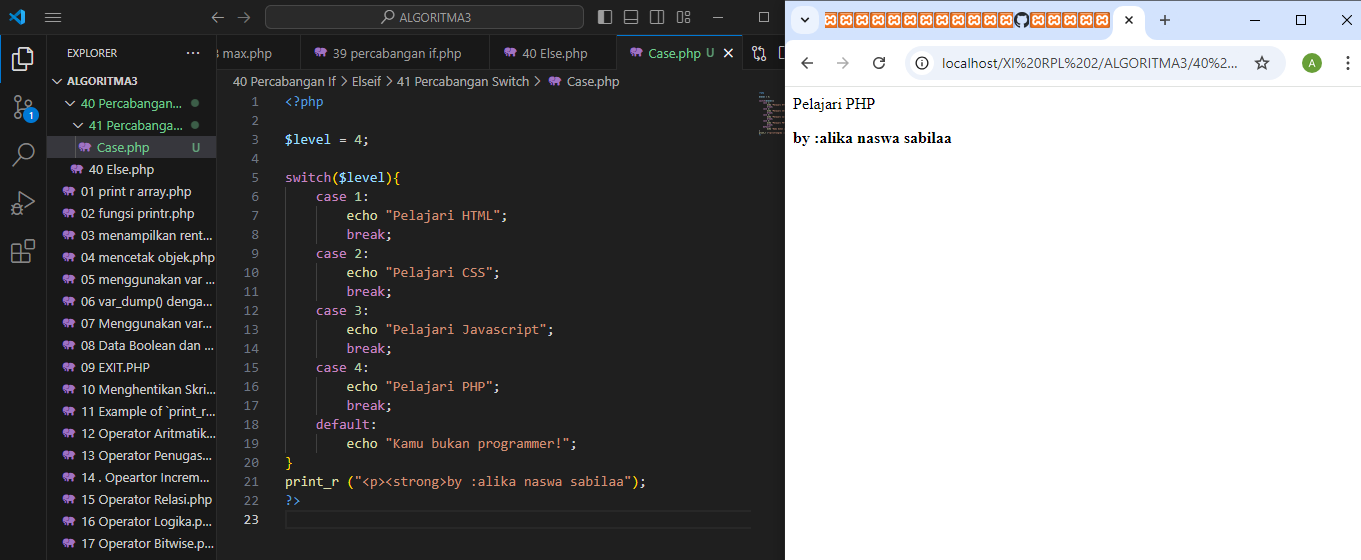 ALGORITMA3
EXPLORER
ALGORITMA3
40 Percabangan...
41 Percabanga...
Case.php U
40 Else.php
01 print r array.php
02 fungsi printr.php
03 menampilkan rent...
04 mencetak objek.php
05 menggunakan var ...
06 var_dump() denga...
07 Menggunakan var...
08 Data Boolean dan ...
09 EXIT.PHP
10 Menghentikan Skri...
11 Example of `print_r...
12 Operator Aritmatik...
13 Operator Penugas...
14 . Opeartor Increm...
15 Operator Relasi.php
16 Operator Logika.p...
17 Operator Bitwise.p...
1
max.php 39 percabangan if.php 40 Else.php Case.php U
40 Percabangan If > Elseif > 41 Percabangan Switch > Case.php
1 <?php
2
3 $level = 4;
4
5 switch($level){
6 case 1:
7 echo "Pelajari HTML";
8 break;
9 case 2:
10 echo "Pelajari CSS";
11 break;
12 case 3:
13 echo "Pelajari Javascript";
14 break;
15 case 4:
16 echo "Pelajari PHP";
17 break;
18 default:
19 echo "Kamu bukan programmer!";
20 }
21 print_r ("<p><strong>by :alika naswa sabilaa");
22 ?>
23
localhost/XI%20RPL%202/ALGORITMA3/40%2...
A
Pelajari PHP
by :alika naswa sabilaa